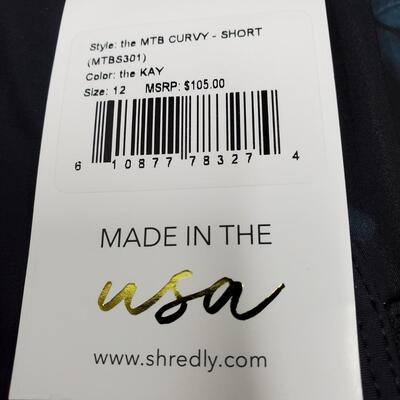 Style: the MTB CURVY - SHORT
(MTBS301)
Color: the KAY
Size: 12 MSRP: $105.00
6 10877 78327 4
MADE IN THE
usa
www.shredly.com